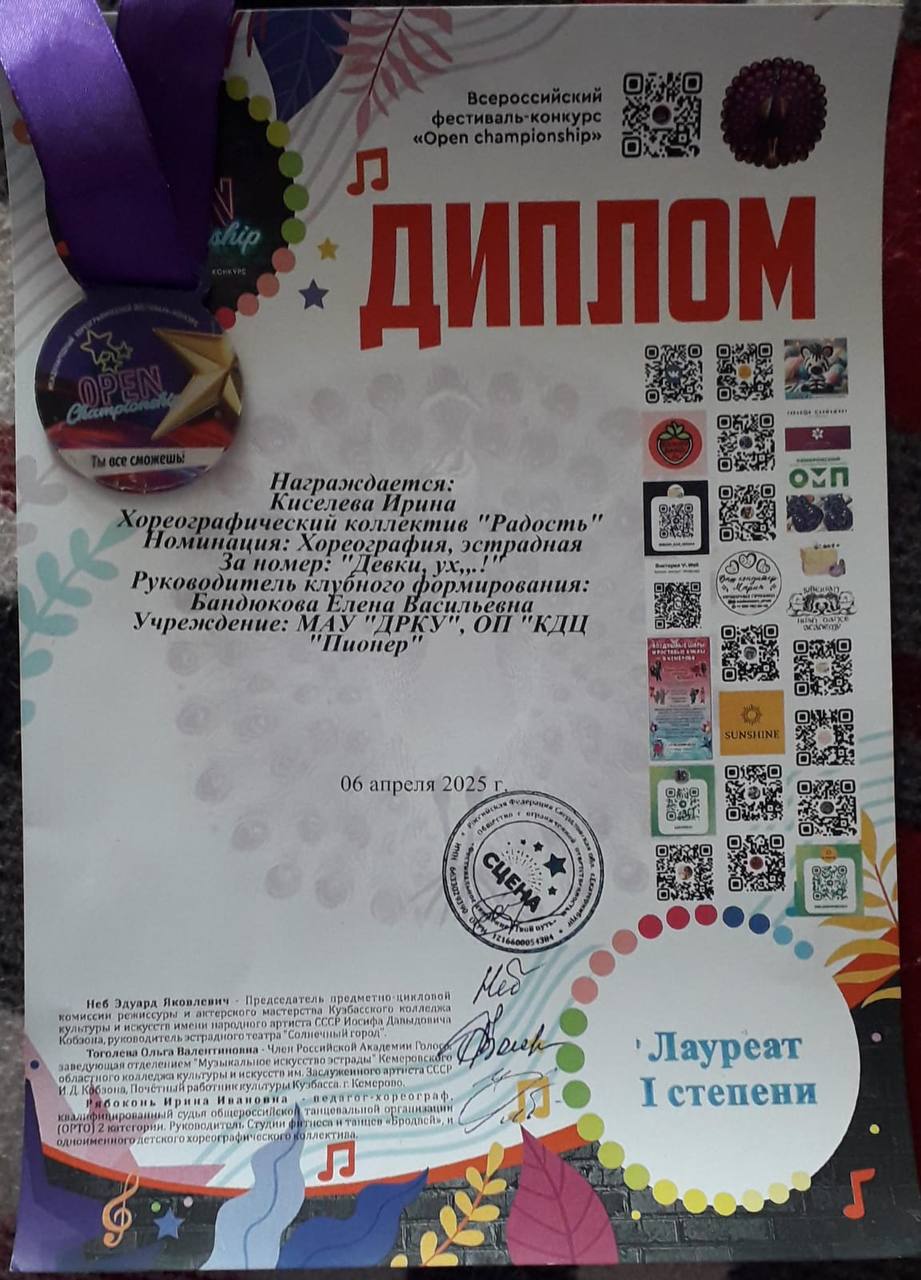 Всероссийский
фестиваль-конкурс
«Open championship»
ДИПЛОМ
КОНКУРС
OPEN
Championship
Ты все сможешь!
Награждается:
Киселева Ирина
Хореографический коллектив "Радость"
Номинация: Хореография, эстрадная
За номер: "Девки, ух,,.!"
Руководитель клубного формирования:
Бандюкова Елена Васильевна
Учреждение: МАУ "ДРКУ", ОП "КДЦ
"Пионер"
ОМП
SUNSHINE
06 апреля 2025 г.
СЦЕНА
Неб Эдуард Яковлевич - Председатель предметно-цикловой
комиссии режиссуры и актерского мастерства Кузбасского колледжа
культуры и искусств имени народного артиста СССР Иосифа Давыдовича
Кобзона, руководитель эстрадного театра "Солнечный город".
Тоголева Ольга Валентиновна - Член Российской Академии Голоса,
заведующая отделением "Музыкальное искусство эстрады" Кемеровского
областного колледжа культуры и искусств им. Заслуженного артиста СССР
И.Д. Кобзона, Почётный работник культуры Кузбасса. г. Кемерово.
Рябоконь Ирина Ивановна - педагог-хореограф,
квалифицированный судья общероссийской танцевальной организации
(ОРТО) 2 категории. Руководитель Студии фитнеса и танцев «Бродвей», и
одноименного детского хореографического коллектива.
Лауреат
I степени